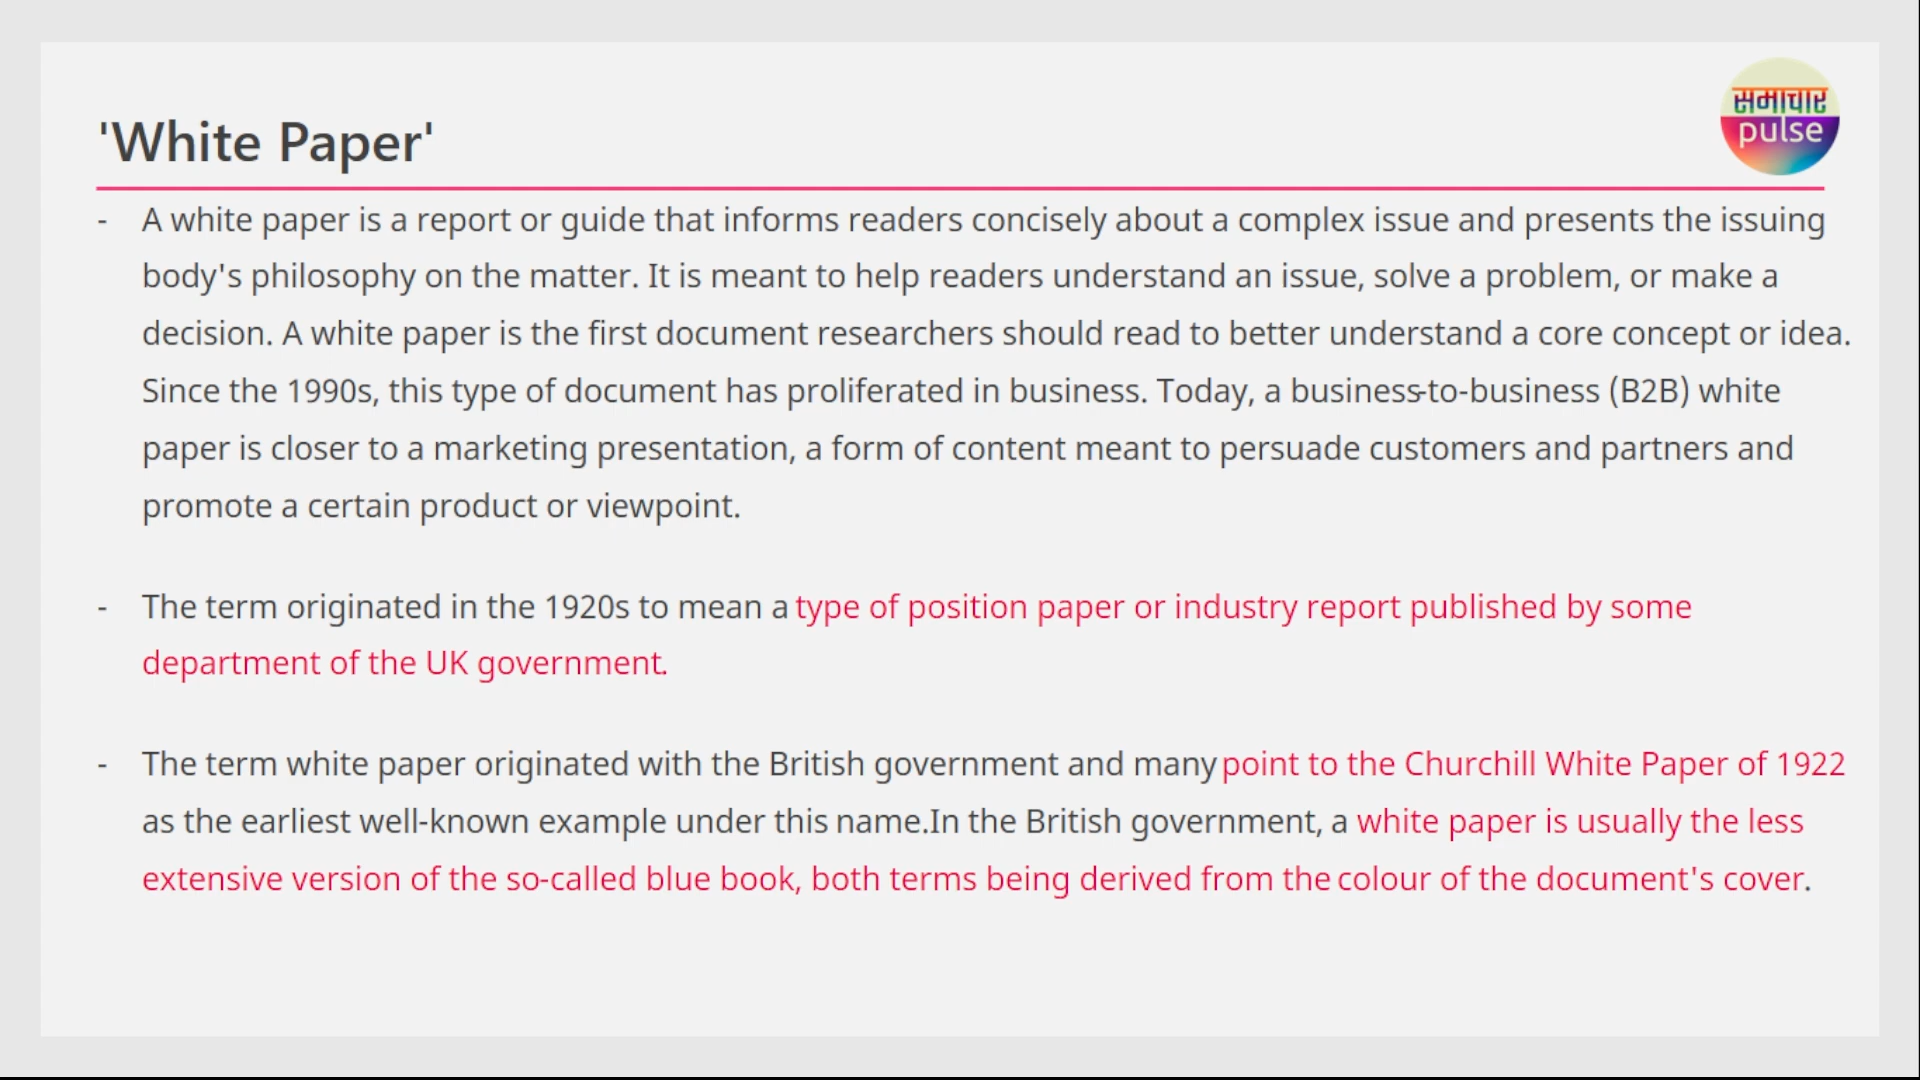 समाचार
pulse
'White Paper'
- A white paper is a report or guide that informs readers concisely about a complex issue and presents the issuing
body's philosophy on the matter. It is meant to help readers understand an issue, solve a problem, or make a
decision. A white paper is the first document researchers should read to better understand a core concept or idea.
Since the 1990s, this type of document has proliferated in business. Today, a business-to-business (B2B) white
paper is closer to a marketing presentation, a form of content meant to persuade customers and partners and
promote a certain product or viewpoint.
- The term originated in the 1920s to mean a type of position paper or industry report published by some
department of the UK government.
- The term white paper originated with the British government and many point to the Churchill White Paper of 1922
as the earliest well-known example under this name.In the British government, a white paper is usually the less
extensive version of the so-called blue book, both terms being derived from the colour of the document's cover.